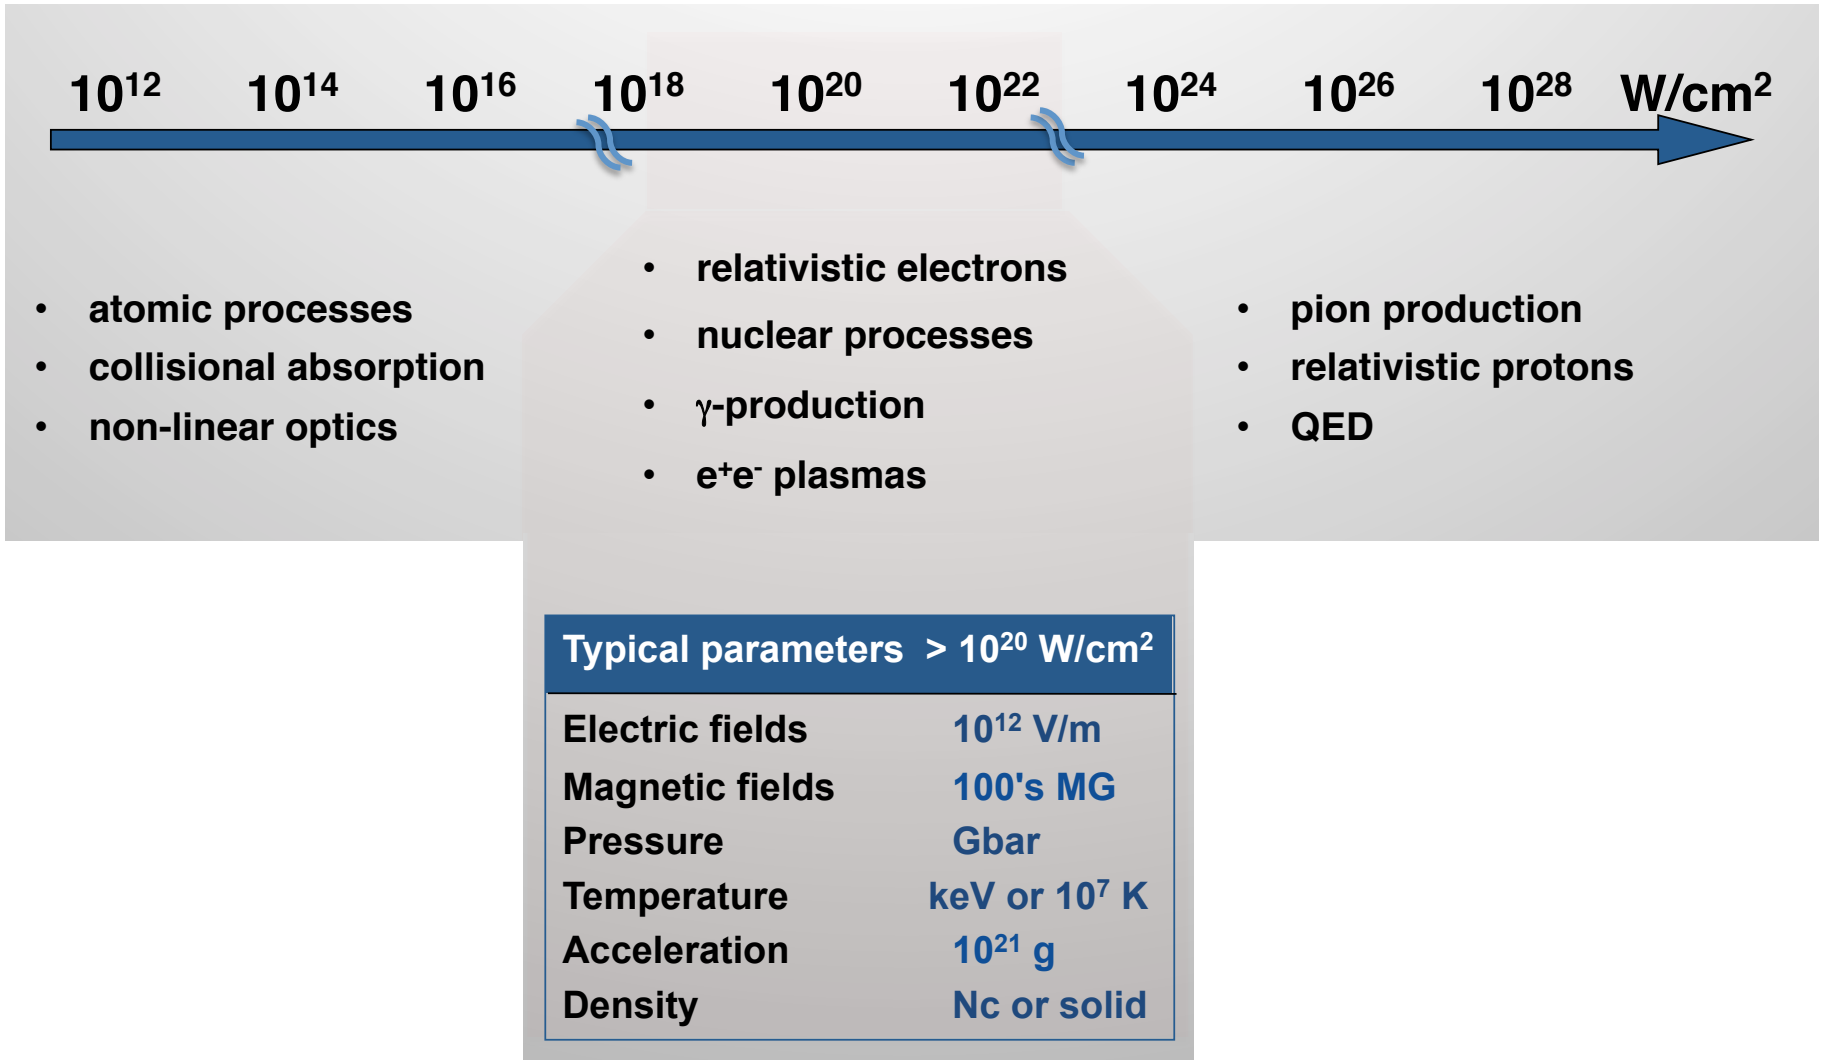 10¹² 10¹⁴ 10¹⁶ 10¹⁸ 10²⁰ 10²² 10²⁴ 10²⁶ 10²⁸ W/cm²
• atomic processes
• collisional absorption
• non-linear optics
• relativistic electrons
• nuclear processes
• γ-production
• e⁺e⁻ plasmas
• pion production
• relativistic protons
• QED
Typical parameters > 10²⁰ W/cm²
Electric fields 10¹² V/m
Magnetic fields 100's MG
Pressure Gbar
Temperature keV or 10⁷ K
Acceleration 10²¹ g
Density Nc or solid